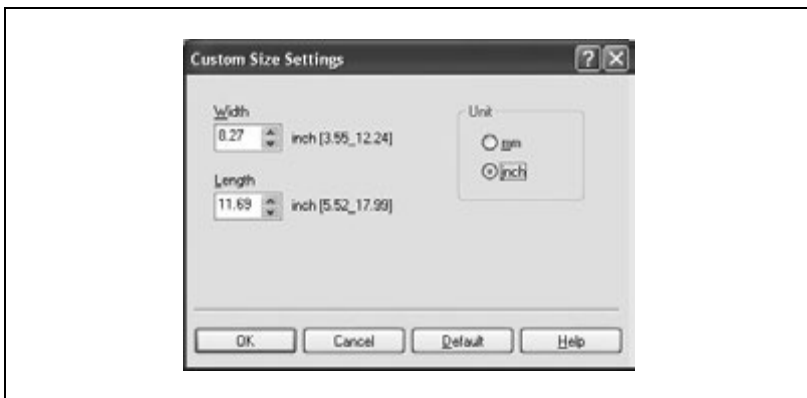 Custom Size Settings
Width
8.27 inch [3.55_12.24]
Length
11.69 inch [5.52_17.99]
Unit
mm
inch
OK Cancel Default Help